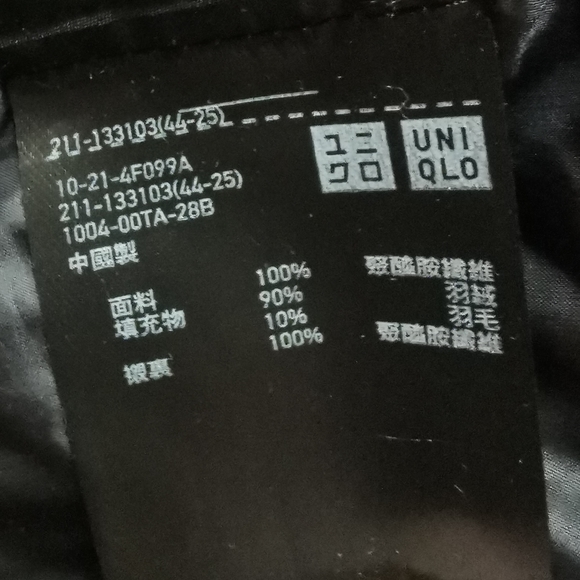 211-133103(44-25)
ユニ
クロ
UNI
QLO
10-21-4F099A
211-133103(44-25)
1004-00TA-28B
中國製
面料 100% 聚醯胺纖維
填充物 90% 羽絨
10% 羽毛
100% 聚醯胺纖維
襯裏